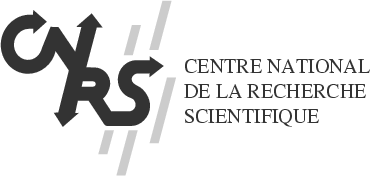 CNRS
CENTRE NATIONAL
DE LA RECHERCHE
SCIENTIFIQUE